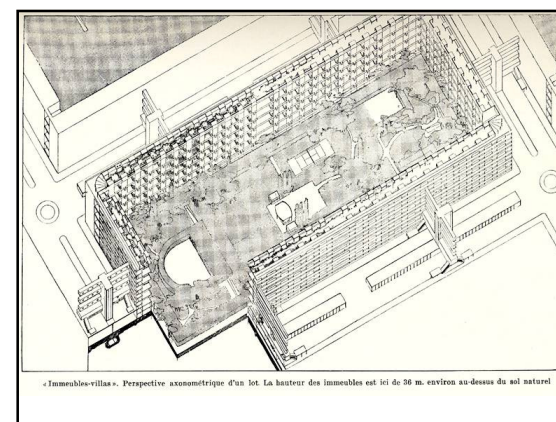 « Immeubles-villas ». Perspective axonométrique d'un lot. La hauteur des immeubles est ici de 36 m. environ au-dessus du sol naturel